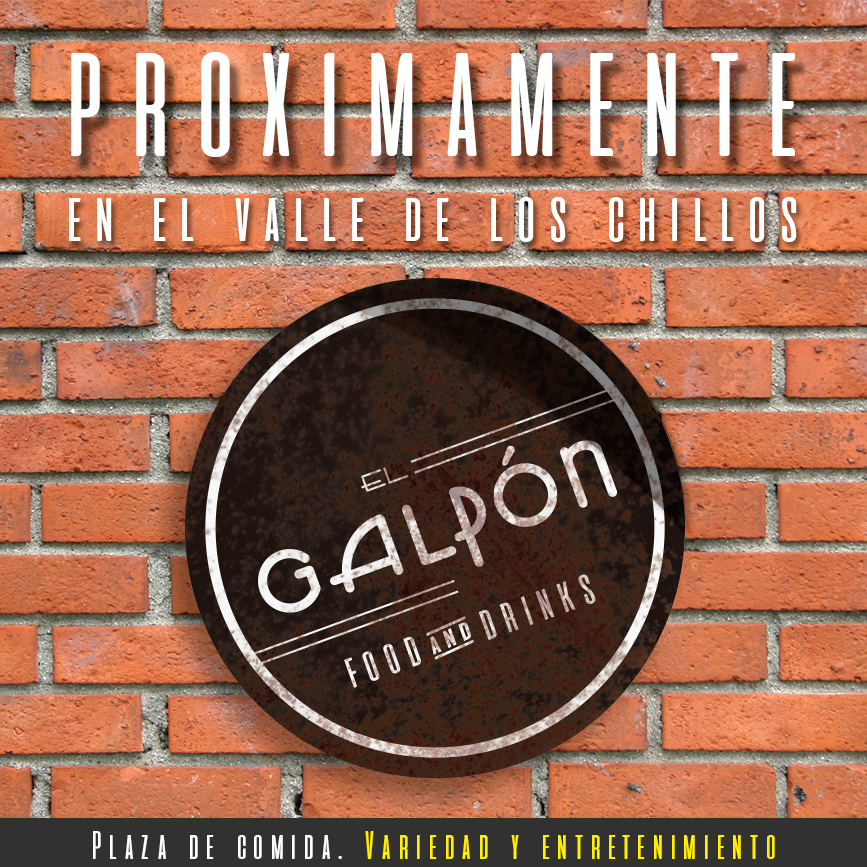 PROXIMAMENTE
EN EL VALLE DE LOS CHILLOS
EL
GALPÓN
FOOD AND DRINKS
PLAZA DE COMIDA. VARIEDAD Y ENTRETENIMIENTO